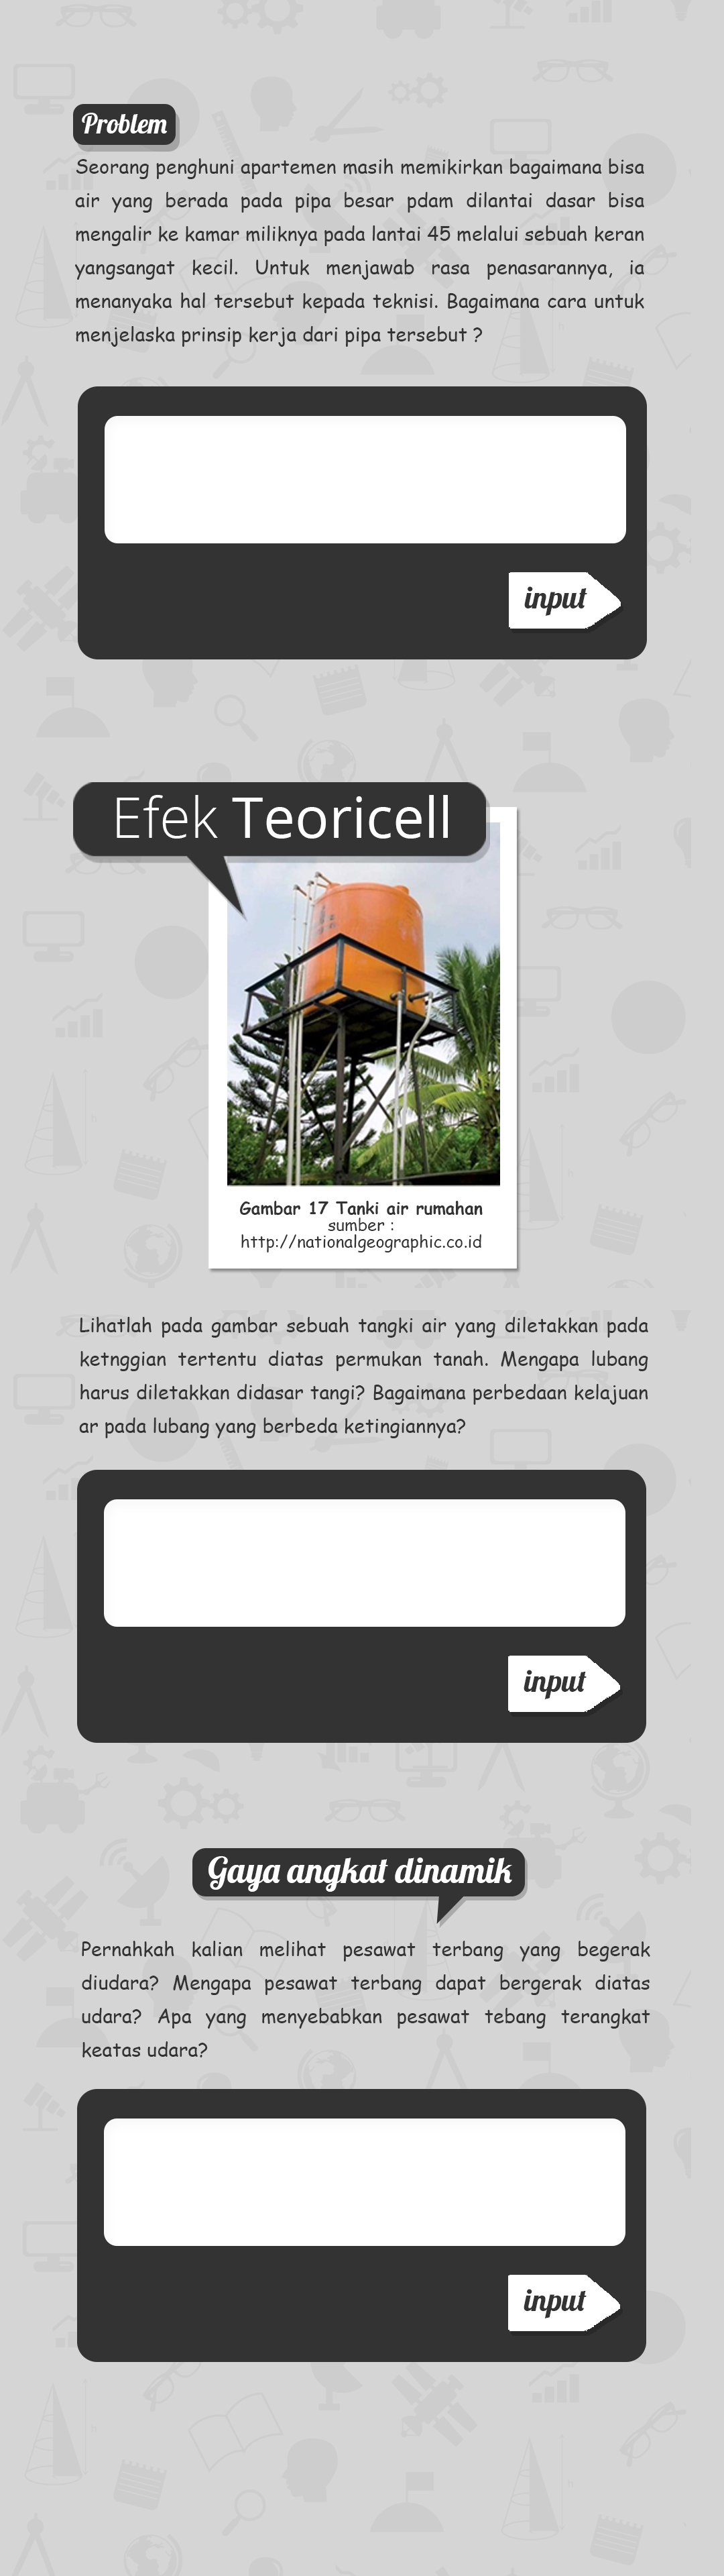 Problem
Seorang penghuni apartemen masih memikirkan bagaimana bisa
air yang berada pada pipa besar pdam dilantai dasar bisa
mengalir ke kamar miliknya pada lantai 45 melalui sebuah keran
yangsangat kecil. Untuk menjawab rasa penasarannya, ia
menanyaka hal tersebut kepada teknisi. Bagaimana cara untuk
menjelaska prinsip kerja dari pipa tersebut ?
input
Efek Teoricell
Gambar 17 Tanki air rumahan
sumber :
http://nationalgeographic.co.id
Lihatlah pada gambar sebuah tangki air yang diletakkan pada
ketnggian tertentu diatas permukan tanah. Mengapa lubang
harus diletakkan didasar tangi? Bagaimana perbedaan kelajuan
ar pada lubang yang berbeda ketingiannya?
input
Gaya angkat dinamik
Pernahkah kalian melihat pesawat terbang yang begerak
diudara? Mengapa pesawat terbang dapat bergerak diatas
udara? Apa yang menyebabkan pesawat tebang terangkat
keatas udara?
input